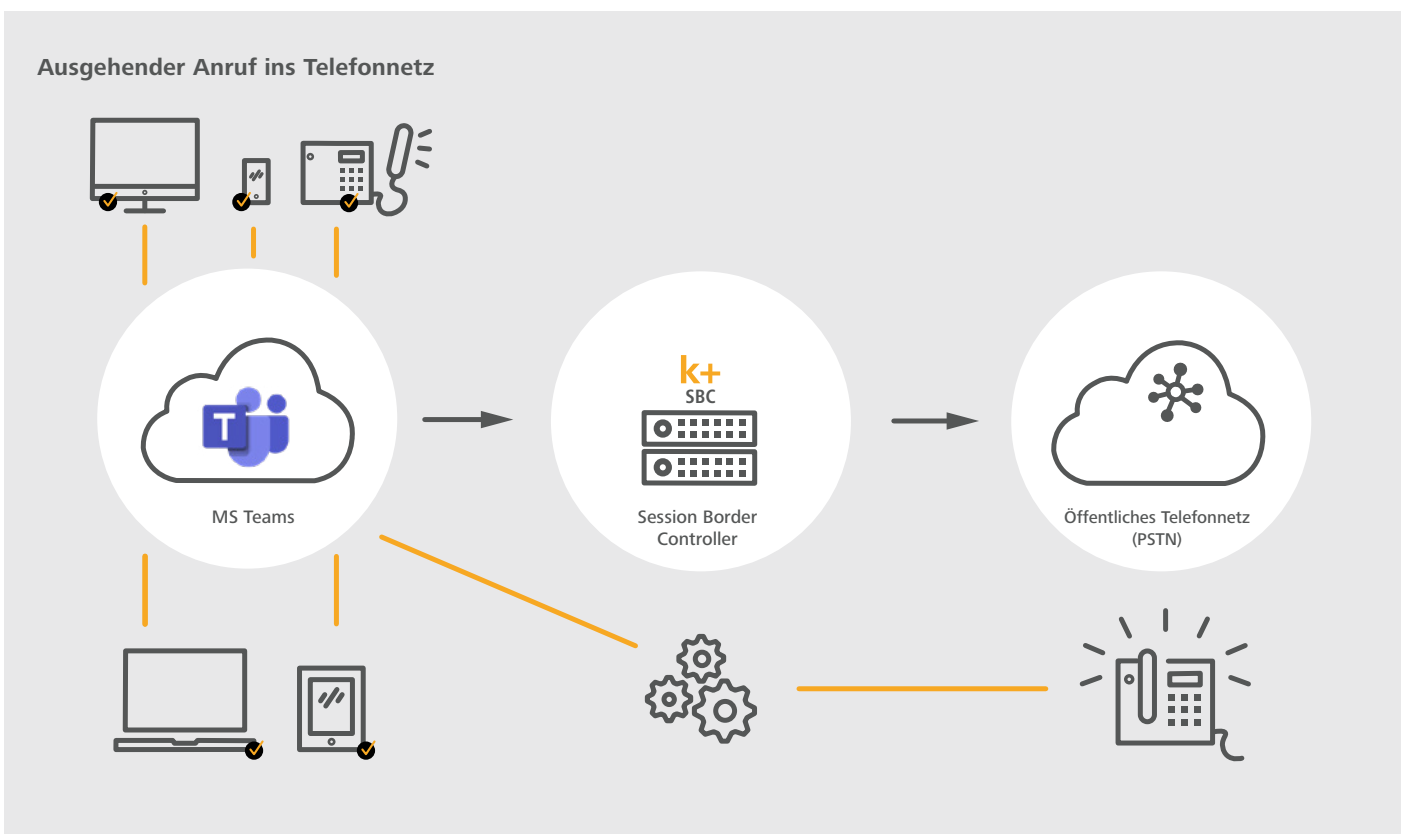 Ausgehender Anruf ins Telefonnetz
T
MS Teams
k+
SBC
Session Border
Controller
Öffentliches Telefonnetz
(PSTN)